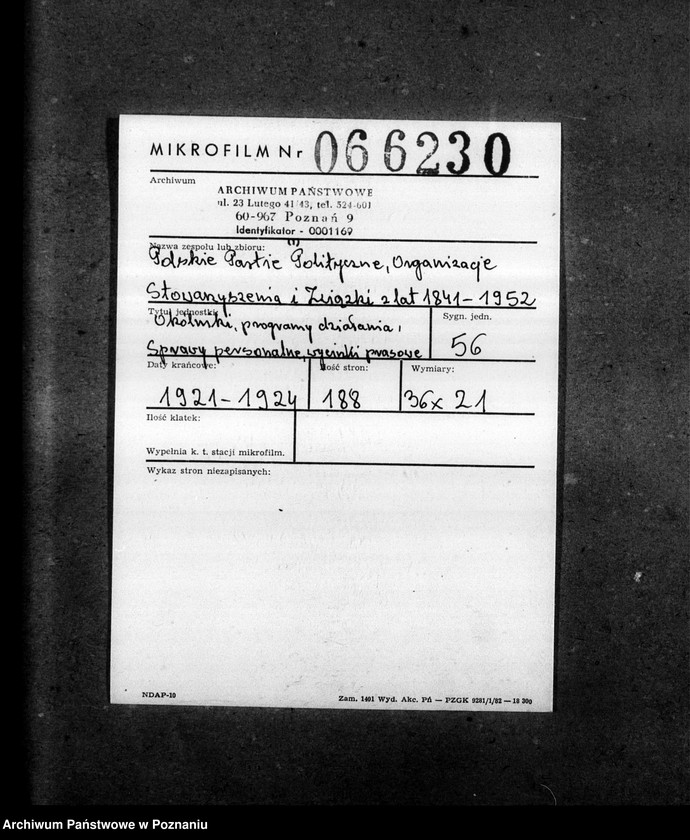 MIKROFILM Nr 066230
Archiwum
ARCHIWUM PAŃSTWOWE
ul. 23 Lutego 41/43, tel. 524-601
60-967 Poznań 9
Identyfikator - 0001169
Nazwa zespołu lub zbioru:
Polskie Partie Polityczne, Organizacje
Stowarzyszenia i Związki z lat 1841-1952
Tytuł jednostki:
Okólniki, programy działania,
Sprawy personalne, wycinki prasowe
Sygn. jedn.
56
Daty krańcowe:
1921-1924
Ilość stron:
188
Wymiary:
36x21
Ilość klatek:
Wypełnia k. t. stacji mikrofilm.
Wykaz stron niezapisanych:
NDAP-10
Zam. 1401 Wyd. Akc. Pń — PZGK 9281/1/82 — 18 300
Archiwum Państwowe w Poznaniu